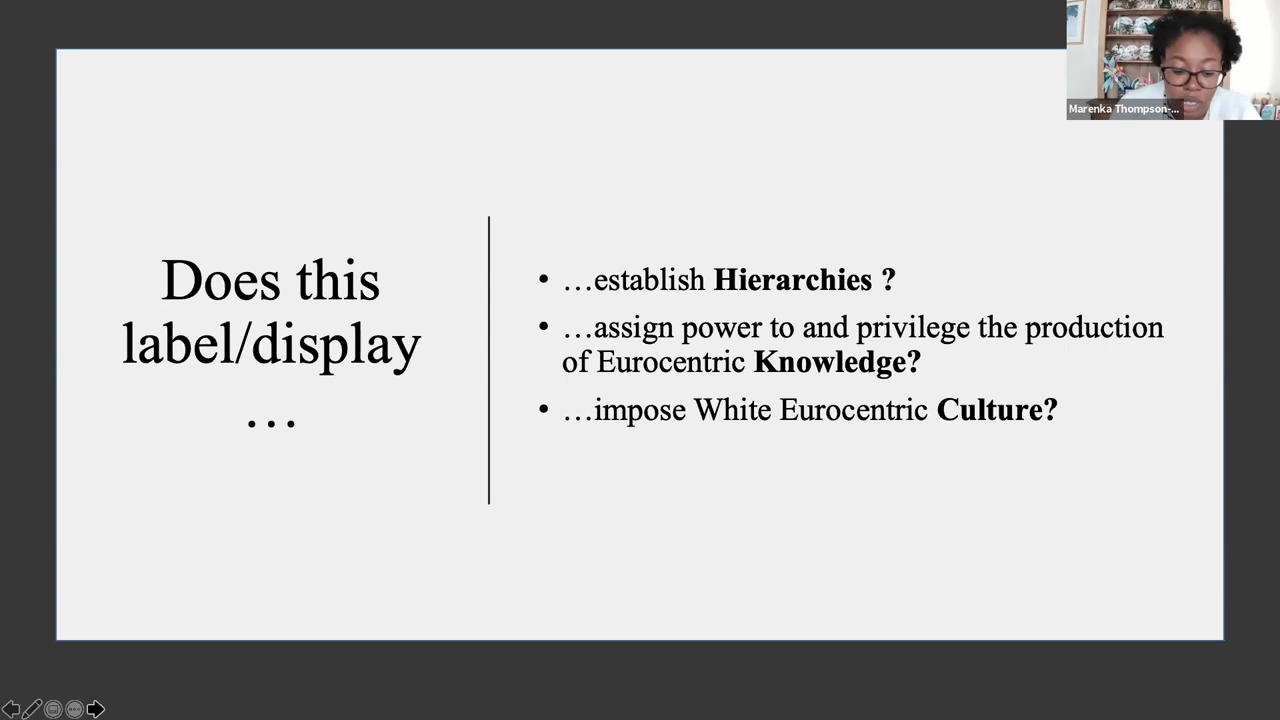 Marenka Thompson-...
Does this
label/display
...
• ...establish Hierarchies ?
• ...assign power to and privilege the production
of Eurocentric Knowledge?
• ...impose White Eurocentric Culture?